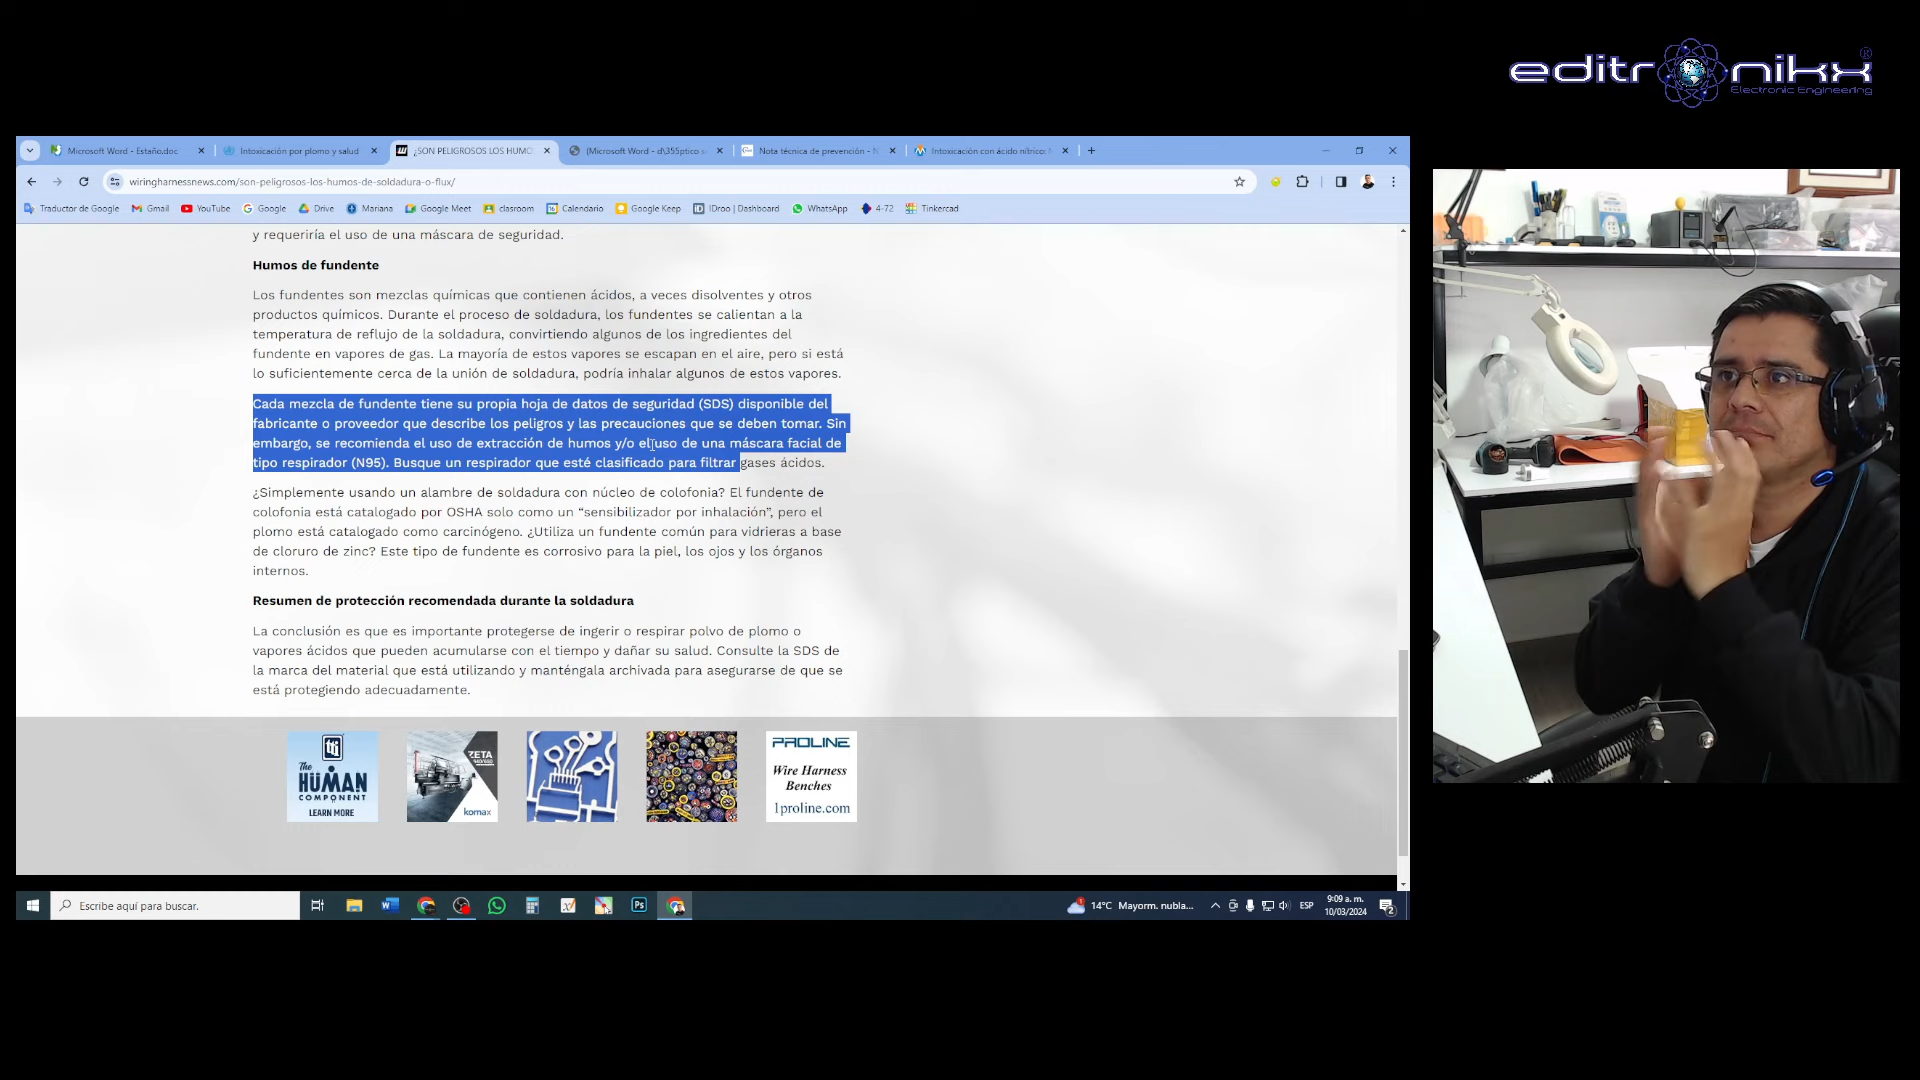 editronikx
Electronic Engineering
Microsoft Word - Estaño.doc
Intoxicación por plomo y salud
¿SON PELIGROSOS LOS HUMO
(Microsoft Word - d\355ptico s
Nota técnica de prevención - N
Intoxicación con ácido nítrico: M
wiringharnessnews.com/son-peligrosos-los-humos-de-soldadura-o-flux/
Traductor de Google Gmail YouTube Google Drive Mariana Google Meet clasroom Calendario Google Keep IDroo | Dashboard WhatsApp 4-72 Tinkercad
y requeriría el uso de una máscara de seguridad.
Humos de fundente
Los fundentes son mezclas químicas que contienen ácidos, a veces disolventes y otros
productos químicos. Durante el proceso de soldadura, los fundentes se calientan a la
temperatura de reflujo de la soldadura, convirtiendo algunos de los ingredientes del
fundente en vapores de gas. La mayoría de estos vapores se escapan en el aire, pero si está
lo suficientemente cerca de la unión de soldadura, podría inhalar algunos de estos vapores.
Cada mezcla de fundente tiene su propia hoja de datos de seguridad (SDS) disponible del
fabricante o proveedor que describe los peligros y las precauciones que se deben tomar. Sin
embargo, se recomienda el uso de extracción de humos y/o el uso de una máscara facial de
tipo respirador (N95). Busque un respirador que esté clasificado para filtrar gases ácidos.
¿Simplemente usando un alambre de soldadura con núcleo de colofonia? El fundente de
colofonia está catalogado por OSHA solo como un “sensibilizador por inhalación”, pero el
plomo está catalogado como carcinógeno. ¿Utiliza un fundente común para vidrieras a base
de cloruro de zinc? Este tipo de fundente es corrosivo para la piel, los ojos y los órganos
internos.
Resumen de protección recomendada durante la soldadura
La conclusión es que es importante protegerse de ingerir o respirar polvo de plomo o
vapores ácidos que pueden acumularse con el tiempo y dañar su salud. Consulte la SDS de
la marca del material que está utilizando y manténgala archivada para asegurarse de que se
está protegiendo adecuadamente.
tti
The
HUMAN
COMPONENT
LEARN MORE
ZETA
komax
PROLINE
Wire Harness
Benches
1proline.com
Escribe aquí para buscar.
14°C Mayorm. nubla...
ESP
9:09 a. m.
10/03/2024